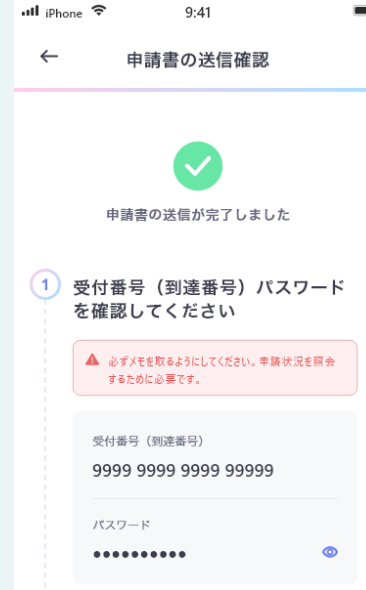 iPhone 9:41
申請書の送信確認
申請書の送信が完了しました
1 受付番号（到達番号）パスワード
を確認してください
必ずメモを取るようにしてください。申請状況を照会
するために必要です。
受付番号（到達番号）
9999 9999 9999 99999
パスワード
●●●●●●●●●●